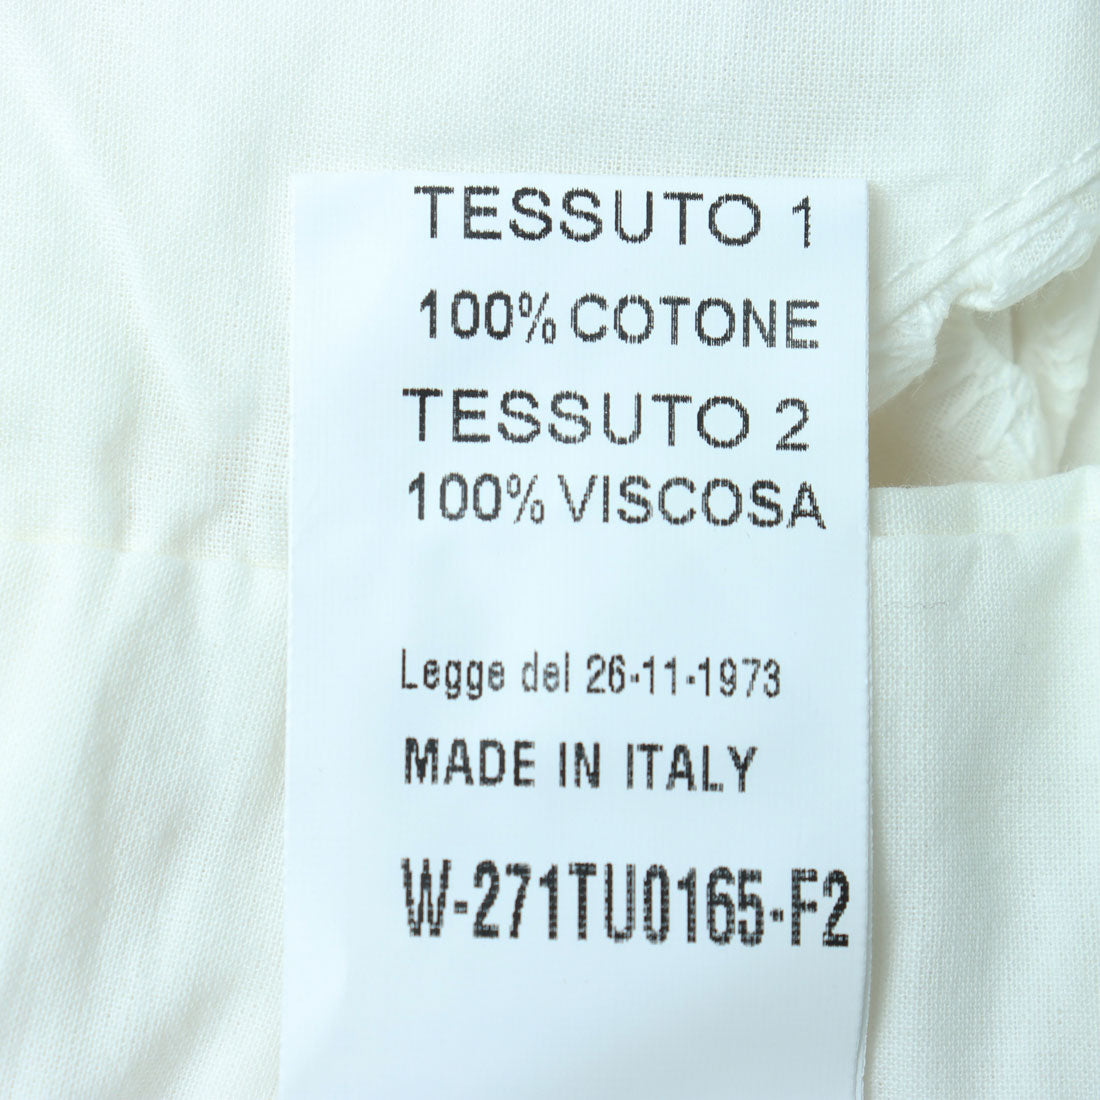 TESSUTO 1
100% COTONE
TESSUTO 2
100% VISCOSA
Legge del 26-11-1973
MADE IN ITALY
W-271TU0165-F2